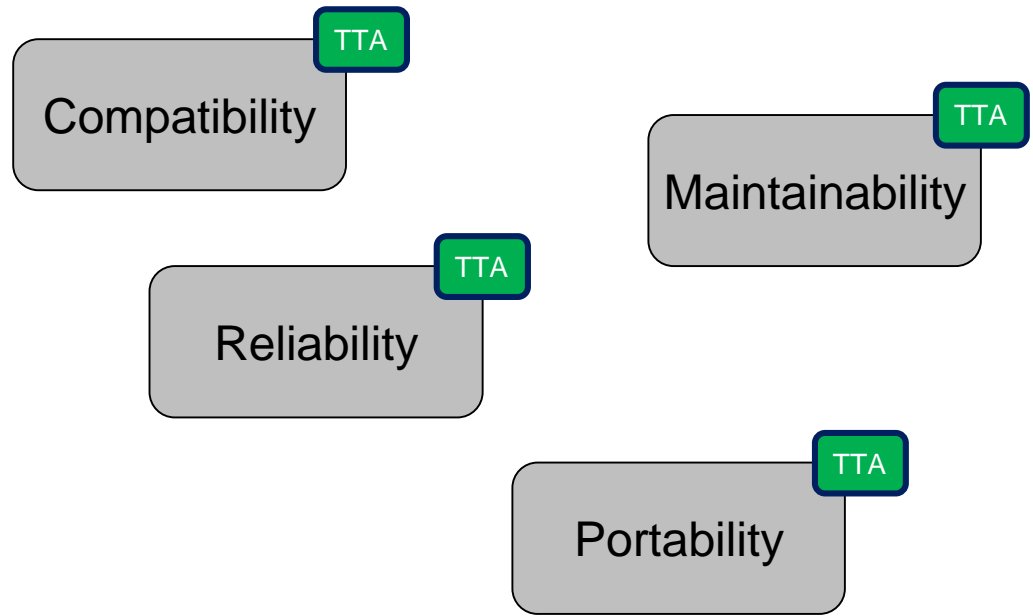 TTA
Compatibility
TTA
Maintainability
TTA
Reliability
TTA
Portability